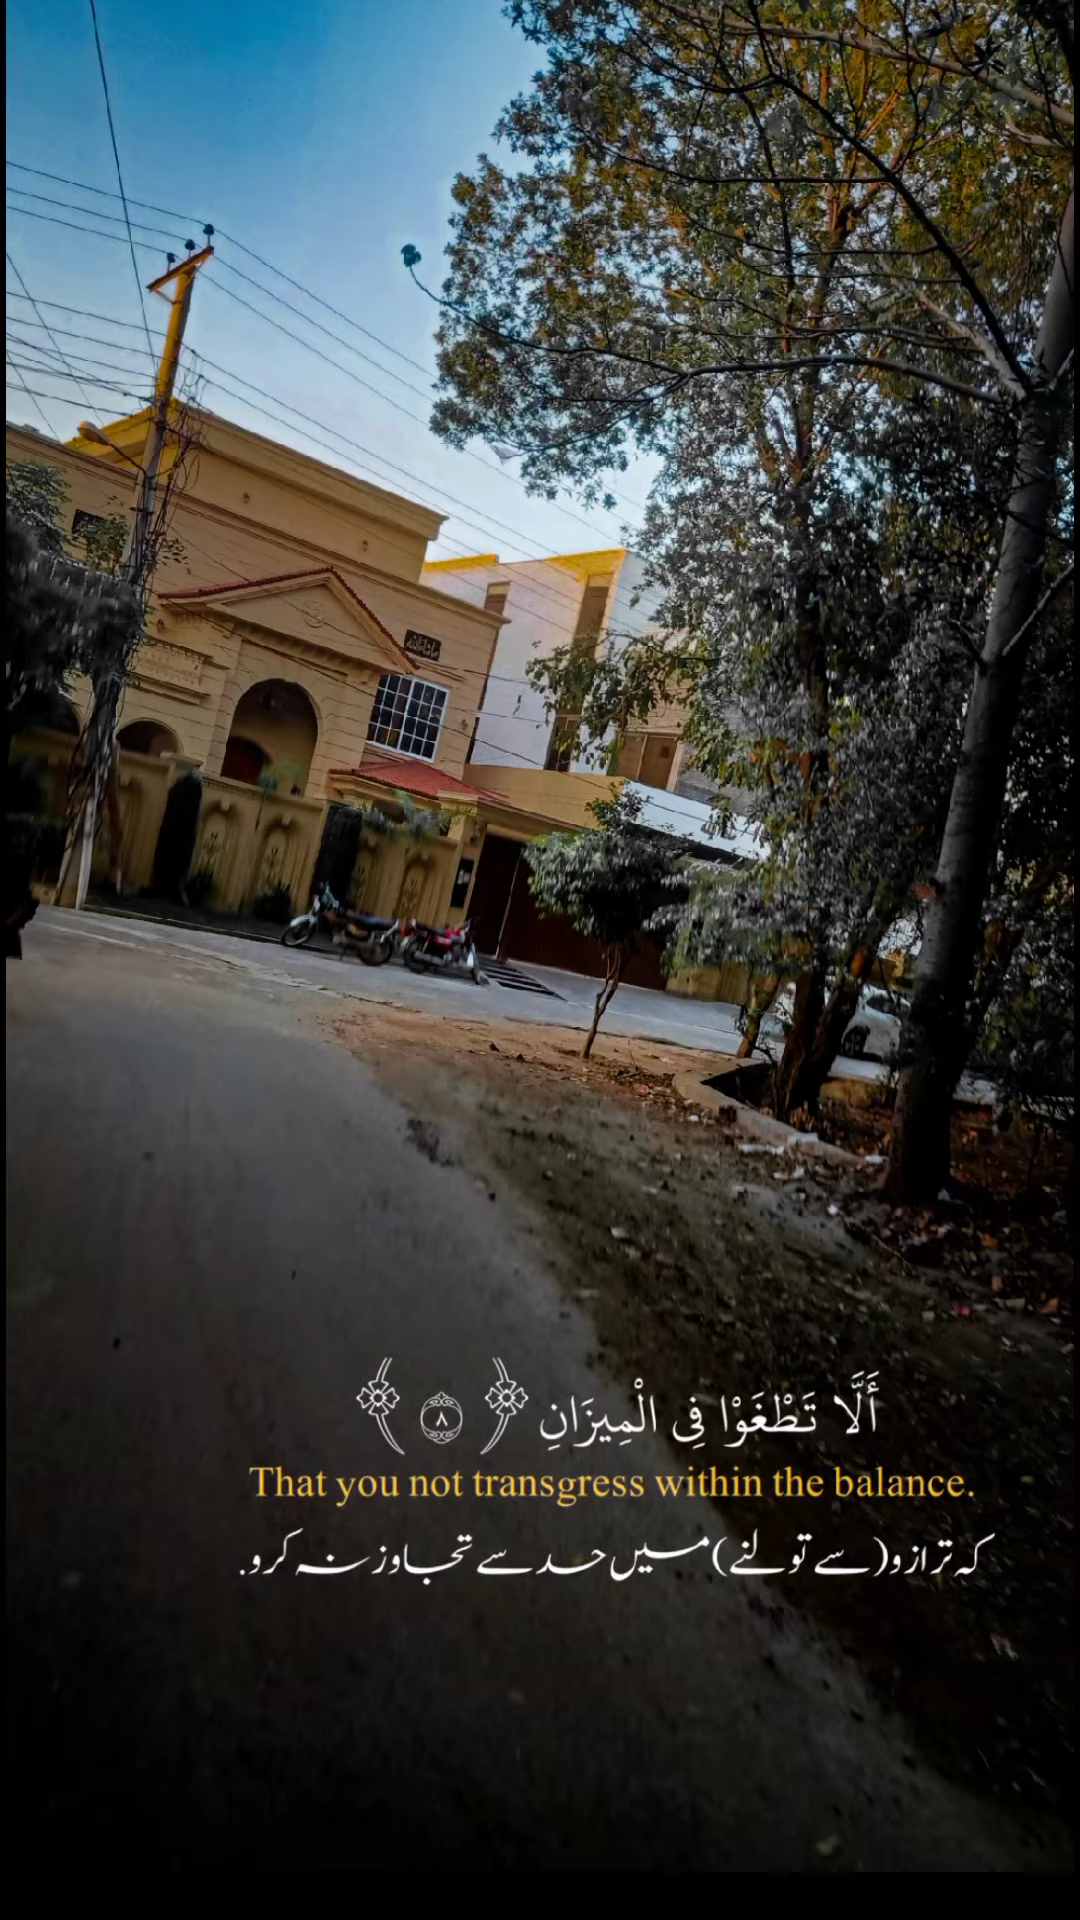 ماشاءالله
أَلَّا تَطْغَوْا فِى الْمِيزَانِ ﴿٨﴾
That you not transgress within the balance.
کہ ترازو(سے تولنے)میں حد سے تجاوز نہ کرو.